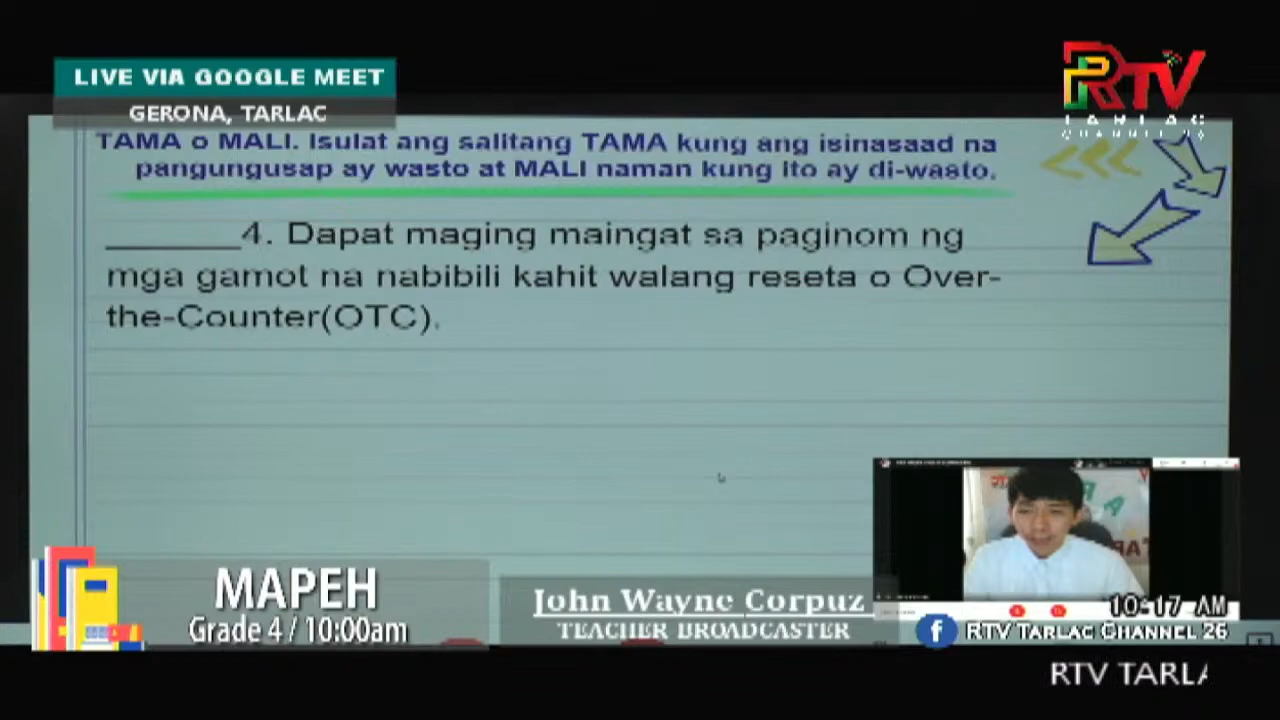 LIVE VIA GOOGLE MEET
GERONA, TARLAC
RTV
TARLAC
TAMA o MALI. Isulat ang salitang TAMA kung ang isinasaad na
pangungusap ay wasto at MALI naman kung ito ay di-wasto.
_______4. Dapat maging maingat sa paginom ng
mga gamot na nabibili kahit walang reseta o Over-
the-Counter(OTC).
MAPEH
Grade 4 / 10:00am
John Wayne Corpuz
TEACHER BROADCASTER
10:17 AM
f RTV TARLAC CHANNEL 26
RTV TARLA